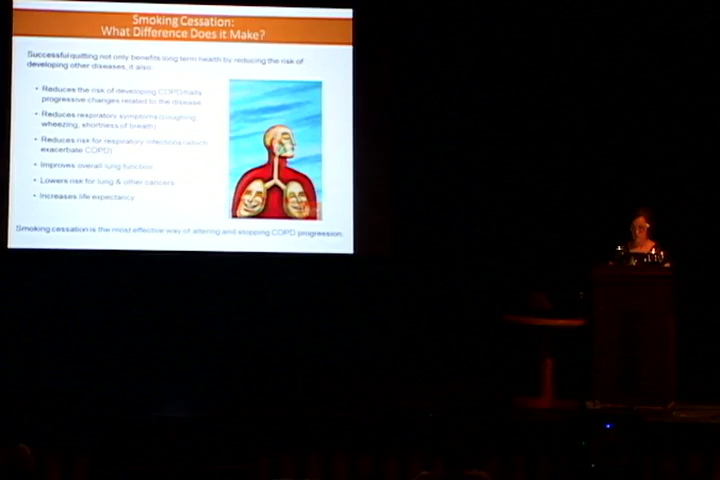 Smoking Cessation:
What Difference Does it Make?
Successful quitting not only benefits long term health by reducing the risk of
developing other diseases, it also:
• Reduces the risk of developing COPD/halts
progressive changes related to the disease
• Reduces respiratory symptoms (coughing,
wheezing, shortness of breath)
• Reduces risk for respiratory infections (which
exacerbate COPD)
• Improves overall lung function
• Lowers risk for lung & other cancers
• Increases life expectancy
Smoking cessation is the most effective way of altering and stopping COPD progression.